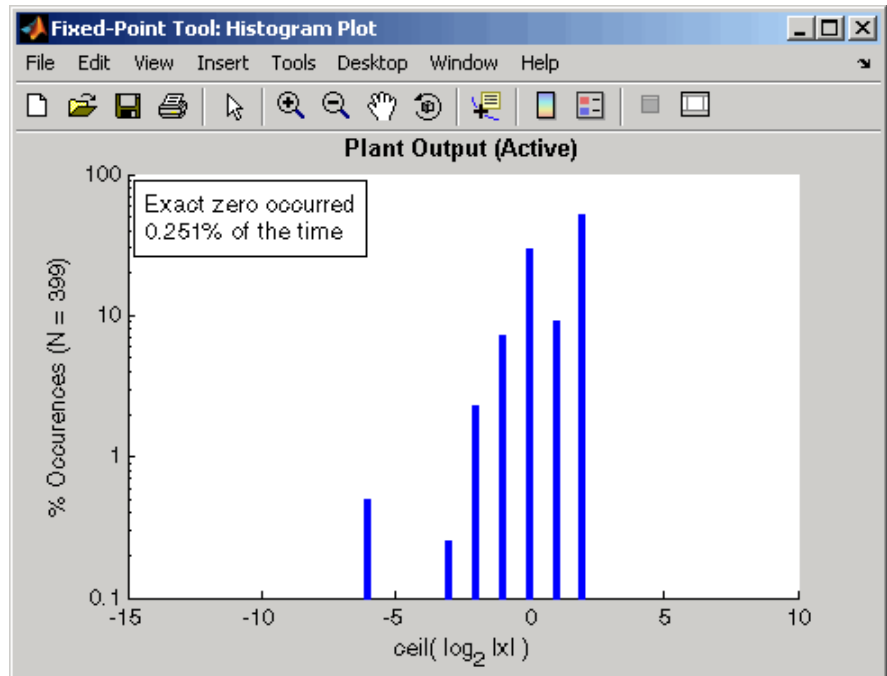 Fixed-Point Tool: Histogram Plot
File Edit View Insert Tools Desktop Window Help
Plant Output (Active)
Exact zero occurred
0.251% of the time
% Occurences (N = 399)
100
10
1
0.1
-15 -10 -5 0 5 10
ceil( log2 |x| )